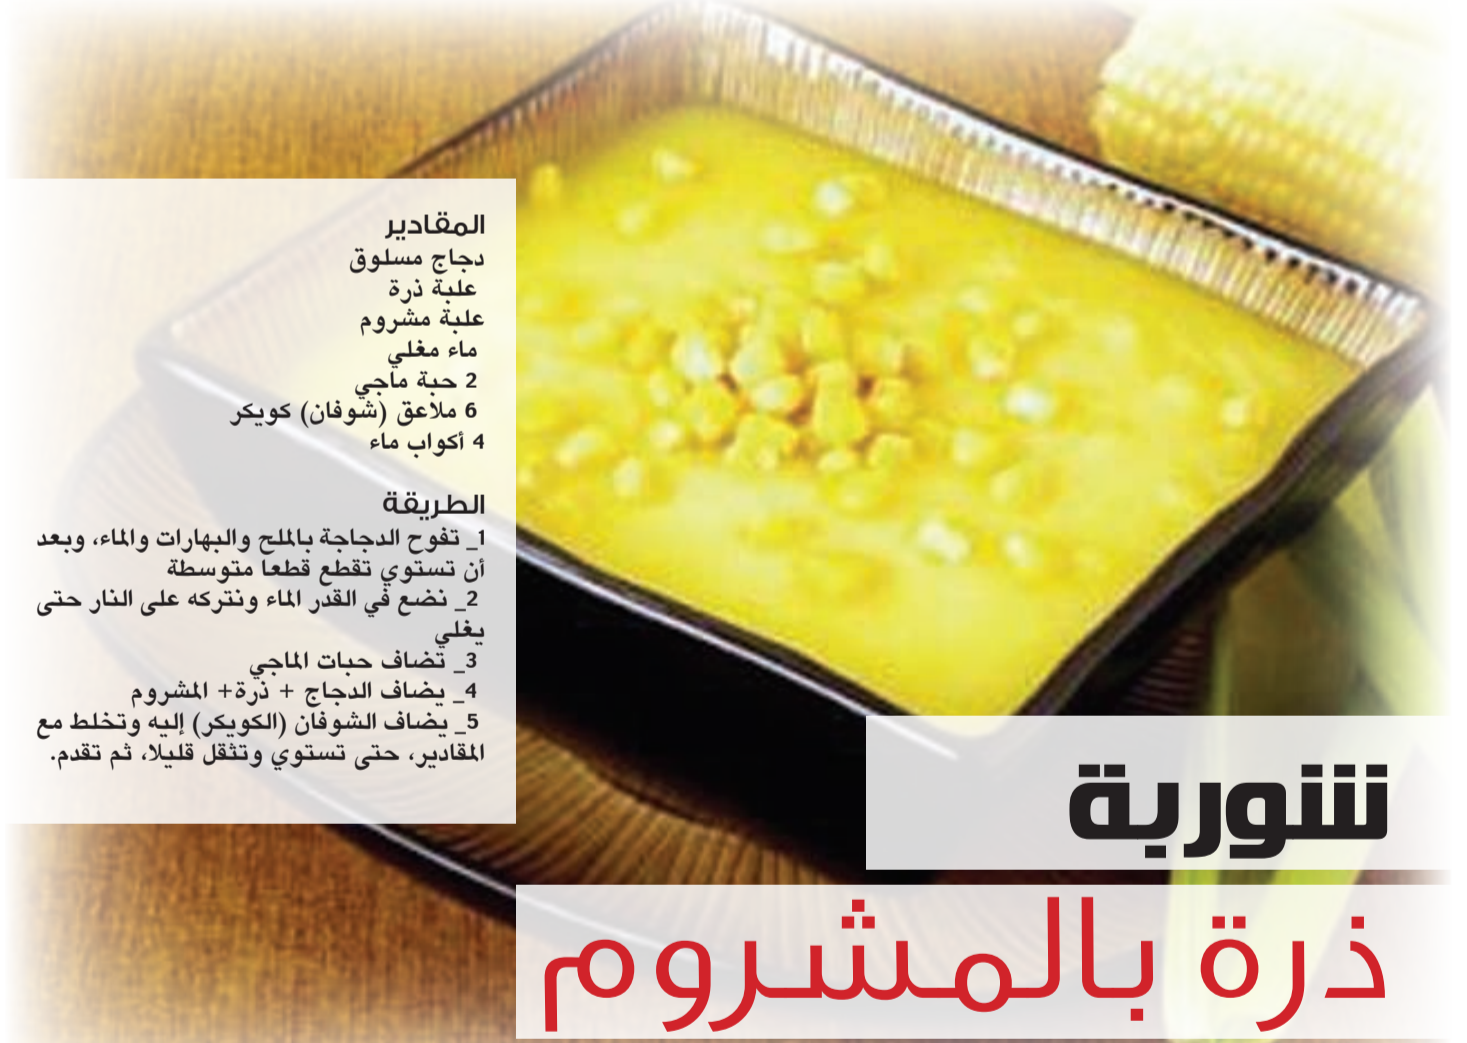 المقادير
دجاج مسلوق
علبة ذرة
علبة مشروم
ماء مغلي
2 حبة ماجي
6 ملاعق (شوفان) كويكر
4 أكواب ماء
الطريقة
1_ تفوح الدجاجة بالملح والبهارات والماء، وبعد
أن تستوي تقطع قطعا متوسطة
2_ نضع في القدر الماء ونتركه على النار حتى
يغلي
3_ تضاف حبات الماجي
4_ يضاف الدجاج + ذرة+ المشروم
5_ يضاف الشوفان (الكويكر) إليه وتخلط مع
المقادير، حتى تستوي وتثقل قليلا، ثم تقدم.
شوربة
ذرة بالمشروم